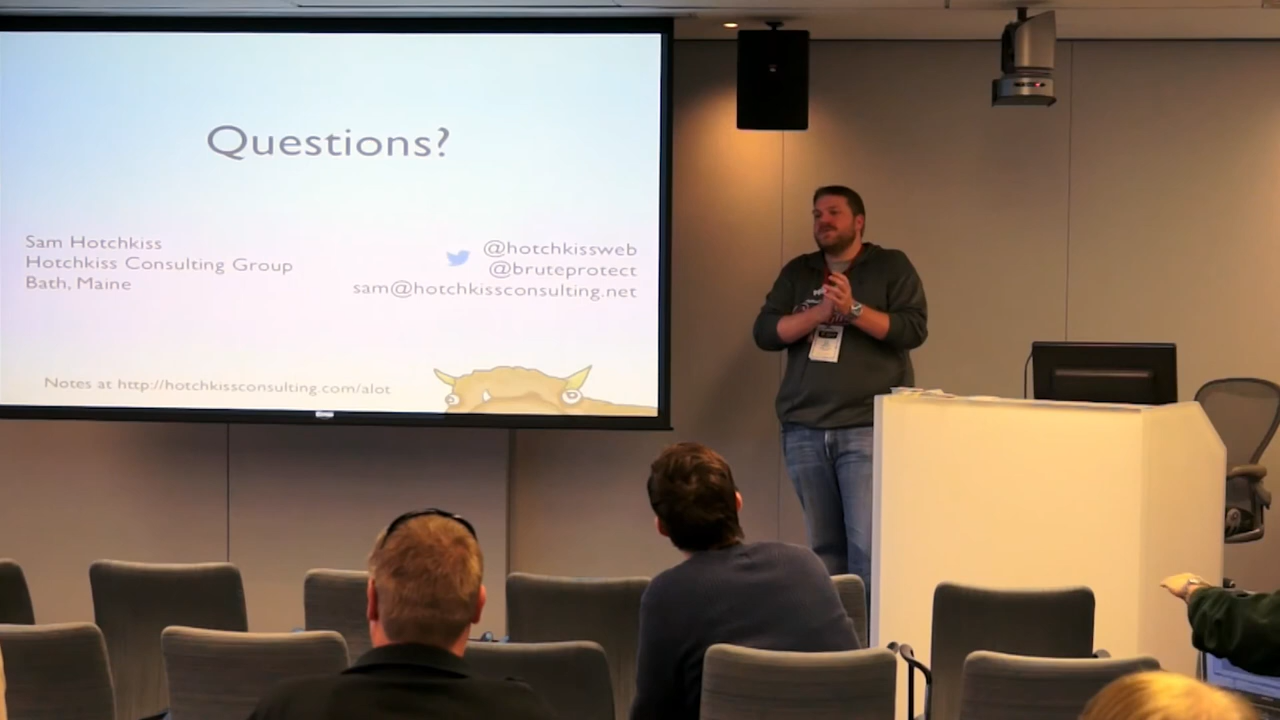 Questions?
Sam Hotchkiss
Hotchkiss Consulting Group
Bath, Maine
@hotchkissweb
@bruteprotect
sam@hotchkissconsulting.net
Notes at http://hotchkissconsulting.com/alot